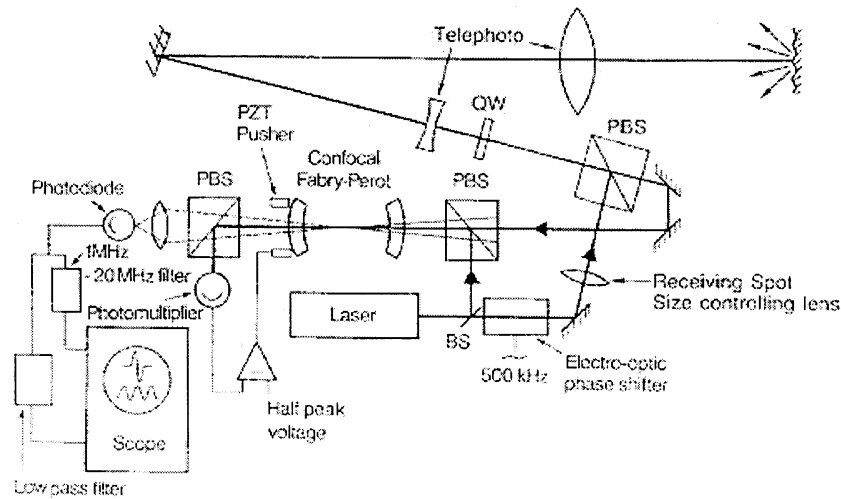 Telephoto
QW
PBS
PZT
Pusher
Confocal
Fabry-Perot
PBS
PBS
Photodiode
1MHz
- 20 MHz filter
Photomultiplier
Laser
BS
Receiving Spot
Size controlling lens
500 kHz
Electro-optic
phase shifter
Half peak
voltage
Scope
Low pass filter